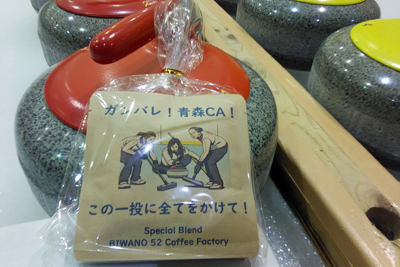 ガンバレ！青森CA！
この一投に全てをかけて！
Special Blend
BIWANO 52 Coffee Factory